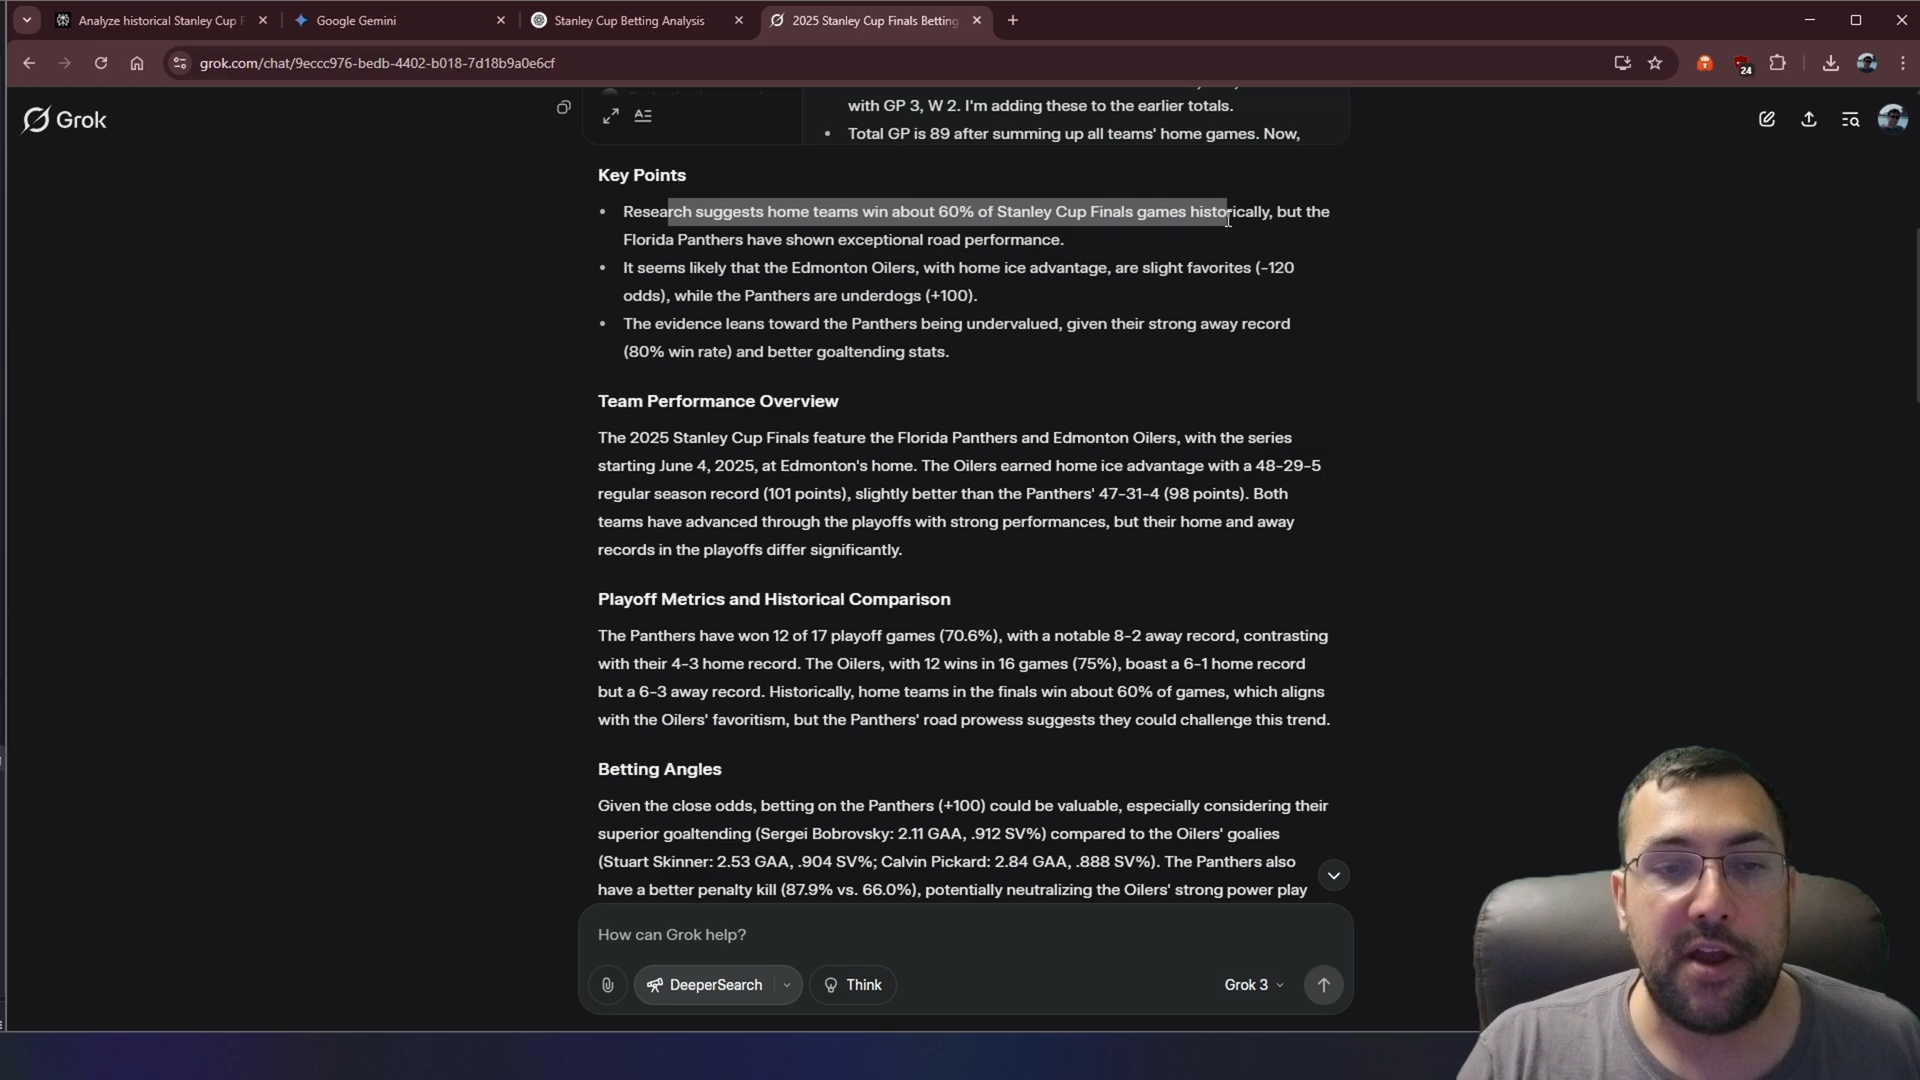 Analyze historical Stanley Cup F
Google Gemini
Stanley Cup Betting Analysis
2025 Stanley Cup Finals Betting
grok.com/chat/9eccc976-bedb-4402-b018-7d18b9a0e6cf
24
Grok
with GP 3, W 2. I'm adding these to the earlier totals.
• Total GP is 89 after summing up all teams' home games. Now,
Key Points
• Research suggests home teams win about 60% of Stanley Cup Finals games historically, but the
Florida Panthers have shown exceptional road performance.
• It seems likely that the Edmonton Oilers, with home ice advantage, are slight favorites (-120
odds), while the Panthers are underdogs (+100).
• The evidence leans toward the Panthers being undervalued, given their strong away record
(80% win rate) and better goaltending stats.
Team Performance Overview
The 2025 Stanley Cup Finals feature the Florida Panthers and Edmonton Oilers, with the series
starting June 4, 2025, at Edmonton's home. The Oilers earned home ice advantage with a 48-29-5
regular season record (101 points), slightly better than the Panthers' 47-31-4 (98 points). Both
teams have advanced through the playoffs with strong performances, but their home and away
records in the playoffs differ significantly.
Playoff Metrics and Historical Comparison
The Panthers have won 12 of 17 playoff games (70.6%), with a notable 8-2 away record, contrasting
with their 4-3 home record. The Oilers, with 12 wins in 16 games (75%), boast a 6-1 home record
but a 6-3 away record. Historically, home teams in the finals win about 60% of games, which aligns
with the Oilers' favoritism, but the Panthers' road prowess suggests they could challenge this trend.
Betting Angles
Given the close odds, betting on the Panthers (+100) could be valuable, especially considering their
superior goaltending (Sergei Bobrovsky: 2.11 GAA, .912 SV%) compared to the Oilers' goalies
(Stuart Skinner: 2.53 GAA, .904 SV%; Calvin Pickard: 2.84 GAA, .888 SV%). The Panthers also
have a better penalty kill (87.9% vs. 66.0%), potentially neutralizing the Oilers' strong power play
How can Grok help?
DeeperSearch
Think
Grok 3